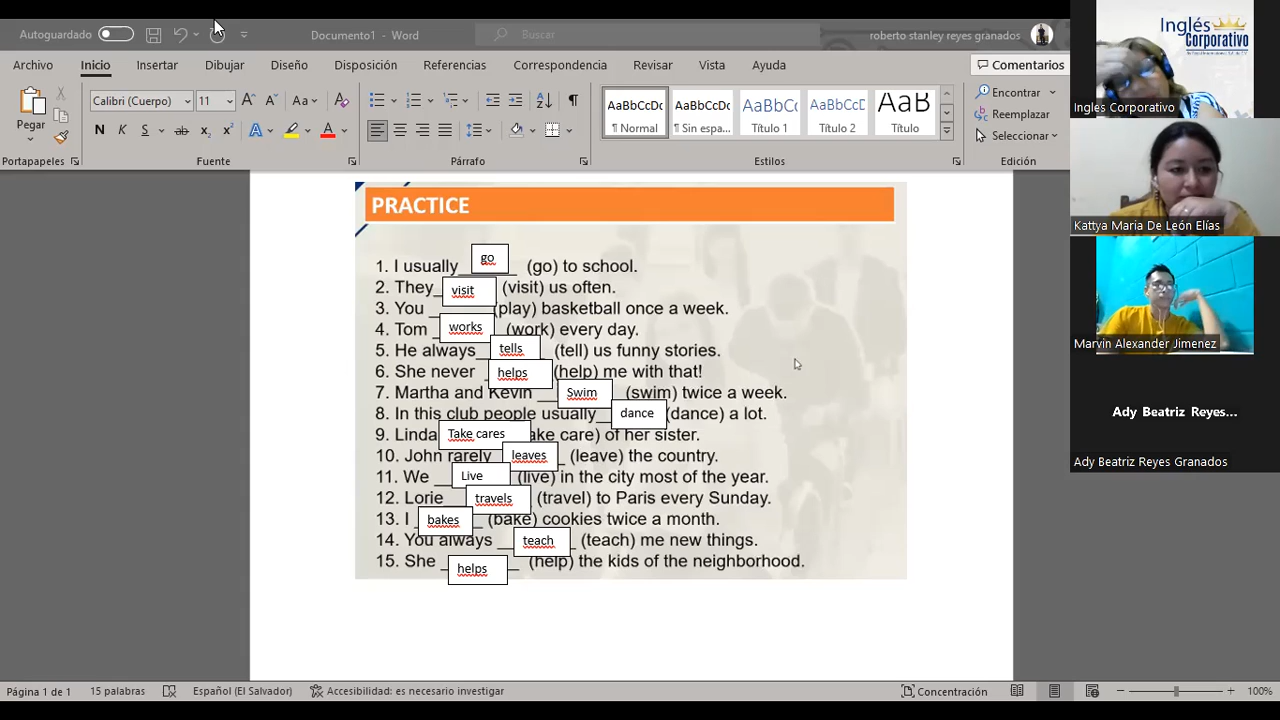 Autoguardado
Documento1 - Word
Buscar
roberto stanley reyes granados
Archivo Inicio Insertar Dibujar Diseño Disposición Referencias Correspondencia Revisar Vista Ayuda
Comentarios
Pegar
Calibri (Cuerpo) 11
Portapapeles
Fuente
Párrafo
AaBbCcDc AaBbCcDc AaBbCc AaBbCcD AaB
¶ Normal ¶ Sin espa... Título 1 Título 2 Título
Estilos
Encontrar
Reemplazar
Seleccionar
Edición
PRACTICE
1. I usually go (go) to school.
2. They visit (visit) us often.
3. You ______ (play) basketball once a week.
4. Tom works (work) every day.
5. He always tells (tell) us funny stories.
6. She never helps (help) me with that!
7. Martha and Kevin Swim (swim) twice a week.
8. In this club people usually dance (dance) a lot.
9. Linda Take cares ake care) of her sister.
10. John rarely leaves (leave) the country.
11. We Live (live) in the city most of the year.
12. Lorie travels (travel) to Paris every Sunday.
13. I bakes (bake) cookies twice a month.
14. You always teach (teach) me new things.
15. She helps (help) the kids of the neighborhood.
Página 1 de 1
15 palabras
Español (El Salvador)
Accesibilidad: es necesario investigar
Concentración
100%
Inglés
Corporativo
Ingles Corporativo
Kattya Maria De León Elías
Marvin Alexander Jimenez
Ady Beatriz Reyes...
Ady Beatriz Reyes Granados